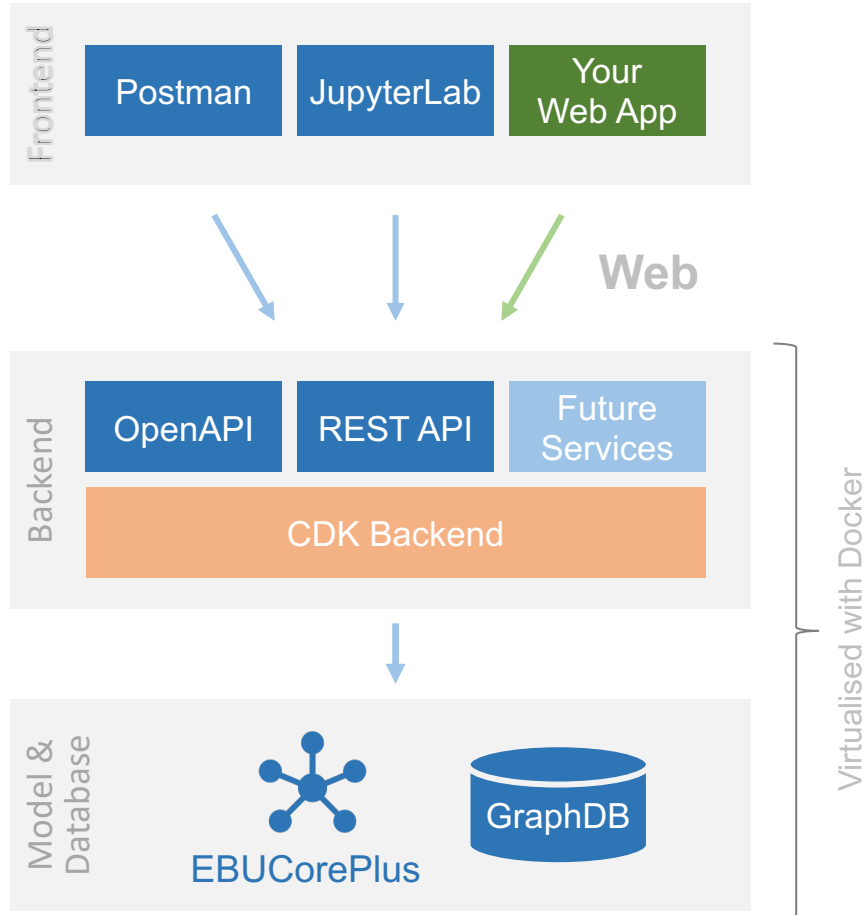 Frontend
Postman
JupyterLab
Your
Web App
Web
Backend
OpenAPI
REST API
Future
Services
CDK Backend
Virtualised with Docker
Model &
Database
EBUCorePlus
GraphDB